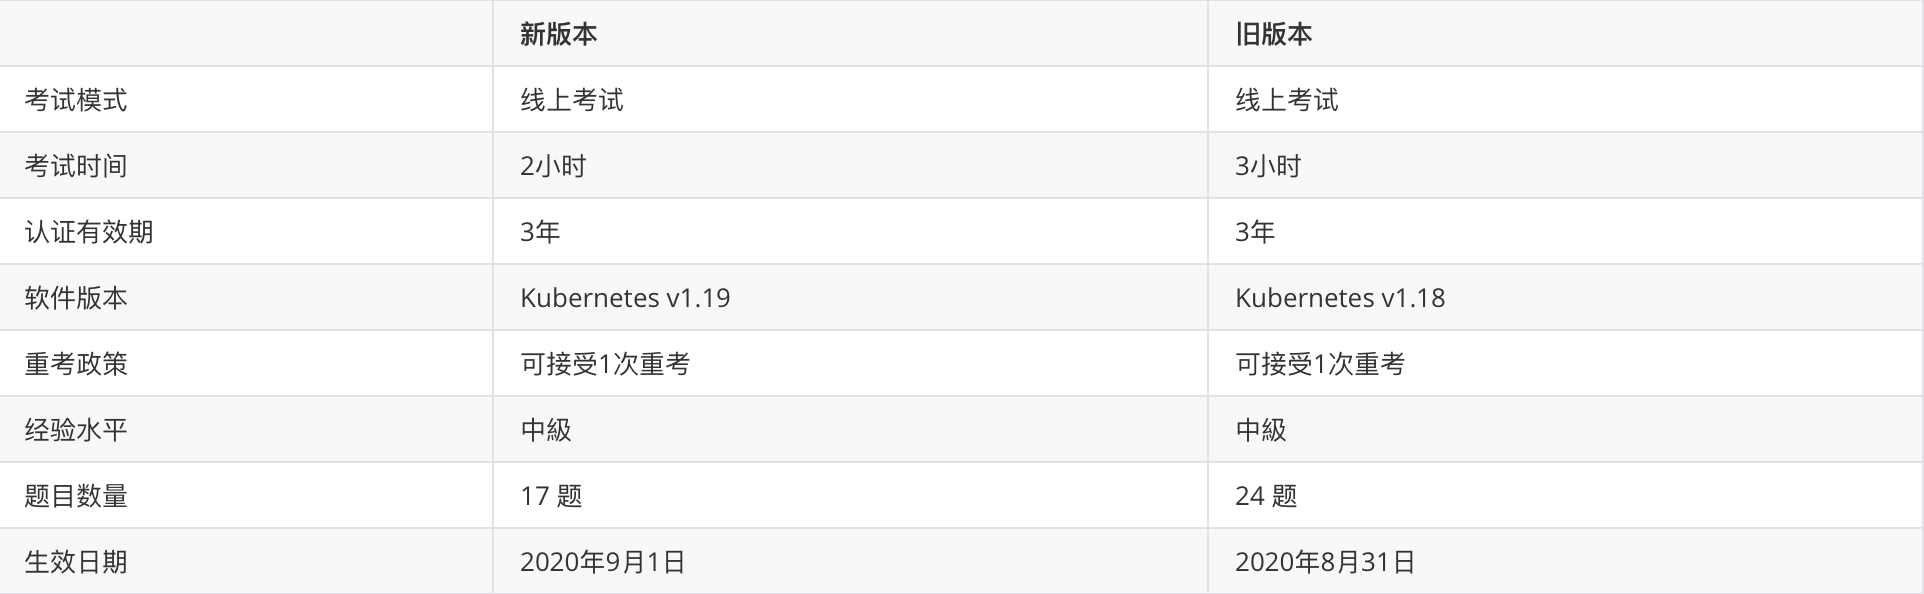 新版本 旧版本
考试模式 线上考试 线上考试
考试时间 2小时 3小时
认证有效期 3年 3年
软件版本 Kubernetes v1.19 Kubernetes v1.18
重考政策 可接受1次重考 可接受1次重考
经验水平 中級 中級
题目数量 17 题 24 题
生效日期 2020年9月1日 2020年8月31日